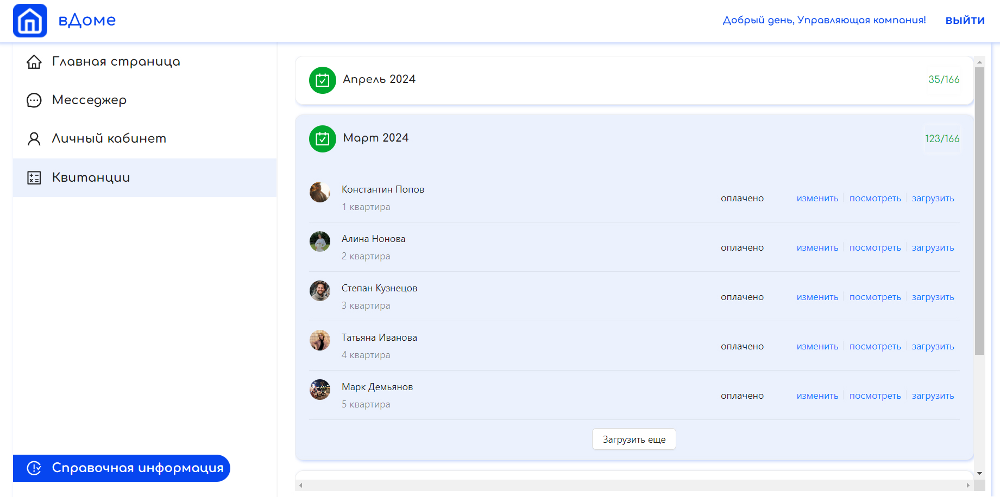 вДоме
Добрый день, Управляющая компания!
ВЫЙТИ
Главная страница
Месседжер
Личный кабинет
Квитанции
Справочная информация
Апрель 2024
35/166
Март 2024
123/166
Константин Попов
1 квартира
оплачено изменить посмотреть загрузить
Алина Нонова
2 квартира
оплачено изменить посмотреть загрузить
Степан Кузнецов
3 квартира
оплачено изменить посмотреть загрузить
Татьяна Иванова
4 квартира
оплачено изменить посмотреть загрузить
Марк Демьянов
5 квартира
оплачено изменить посмотреть загрузить
Загрузить еще